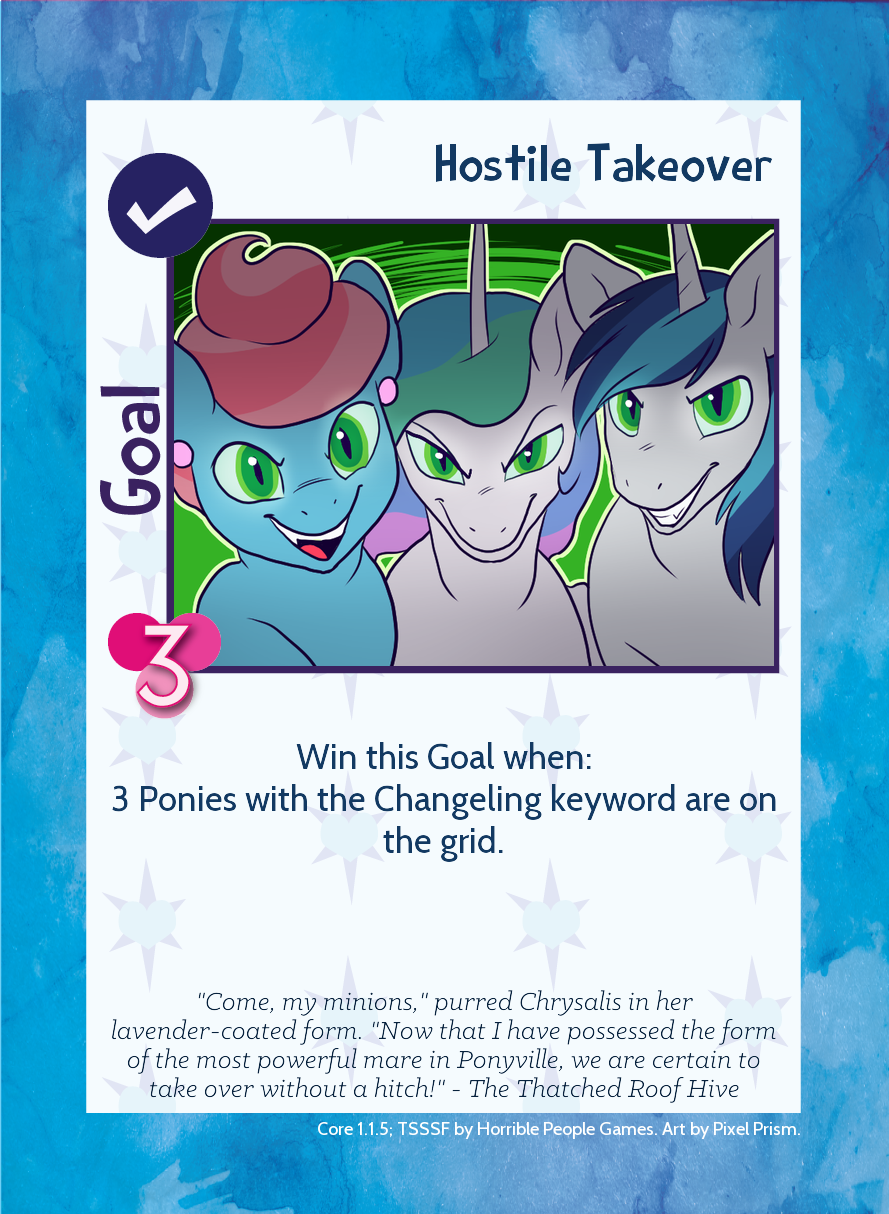 Hostile Takeover
Goal
3
Win this Goal when:
3 Ponies with the Changeling keyword are on
the grid.
"Come, my minions," purred Chrysalis in her
lavender-coated form. "Now that I have possessed the form
of the most powerful mare in Ponyville, we are certain to
take over without a hitch!" - The Thatched Roof Hive
Core 1.1.5; TSSSF by Horrible People Games. Art by Pixel Prism.